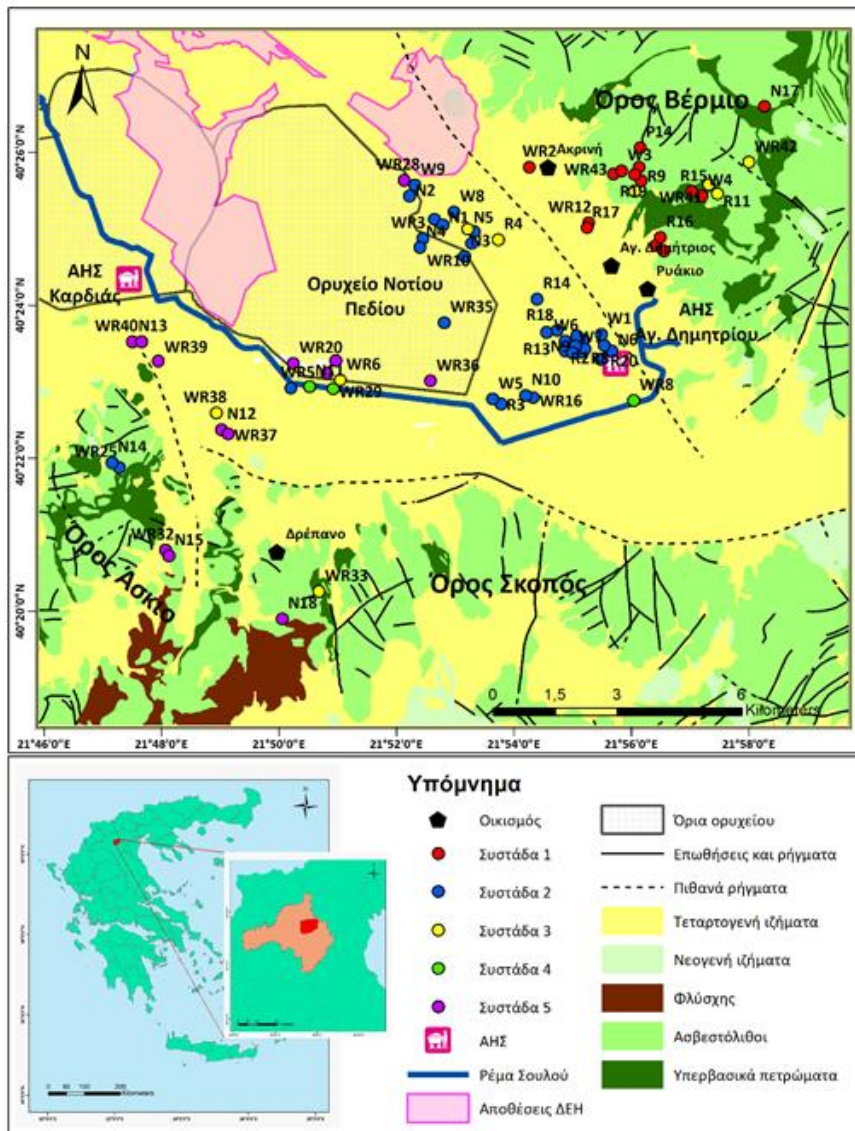 N
Όρος Βέρμιο
N17
P14
WR42
40°26'0"N
WR2
Ακρινή
W3
WR28
W9
WR43
R9
R15
W4
N2
R19
WR41
R11
W8
WR12
R17
WR3
N1
N5
R4
R16
N4
N3
Αγ. Δημήτριος
WR10
Ρυάκιο
ΑΗΣ
Καρδιάς
Ορυχείο Νοτίου
Πεδίου
40°24'0"N
R14
ΑΗΣ
Αγ. Δημητρίου
WR35
R18
W6
W1
WR40
N13
R13
N6
WR39
WR20
R20
WR6
WR36
WR5
WR8
WR38
WR29
W5
N10
N12
R3
WR16
WR37
40°22'0"N
WR25
N14
WR32
N15
Δρέπανο
Όρος Άσκιο
WR33
Όρος Σκοπός
40°20'0"N
N18
0
1,5
3
6
Kilometers
21°46'0"E
21°48'0"E
21°50'0"E
21°52'0"E
21°54'0"E
21°56'0"E
21°58'0"E
Υπόμνημα
Οικισμός
Συστάδα 1
Συστάδα 2
Συστάδα 3
Συστάδα 4
Συστάδα 5
ΑΗΣ
Ρέμα Σουλού
Αποθέσεις ΔΕΗ
Όρια ορυχείου
Επωθήσεις και ρήγματα
Πιθανά ρήγματα
Τεταρτογενή ιζήματα
Νεογενή ιζήματα
Φλύσχης
Ασβεστόλιθοι
Υπερβασικά πετρώματα